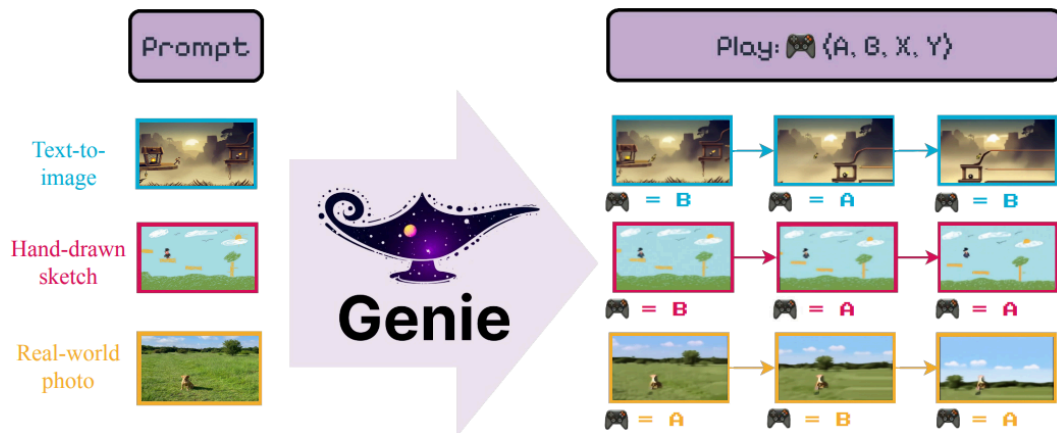 Prompt
Play: {A, B, X, Y}
Text-to-
image
= B
= A
= B
Hand-drawn
sketch
= B
= A
= A
Genie
Real-world
photo
= A
= B
= A